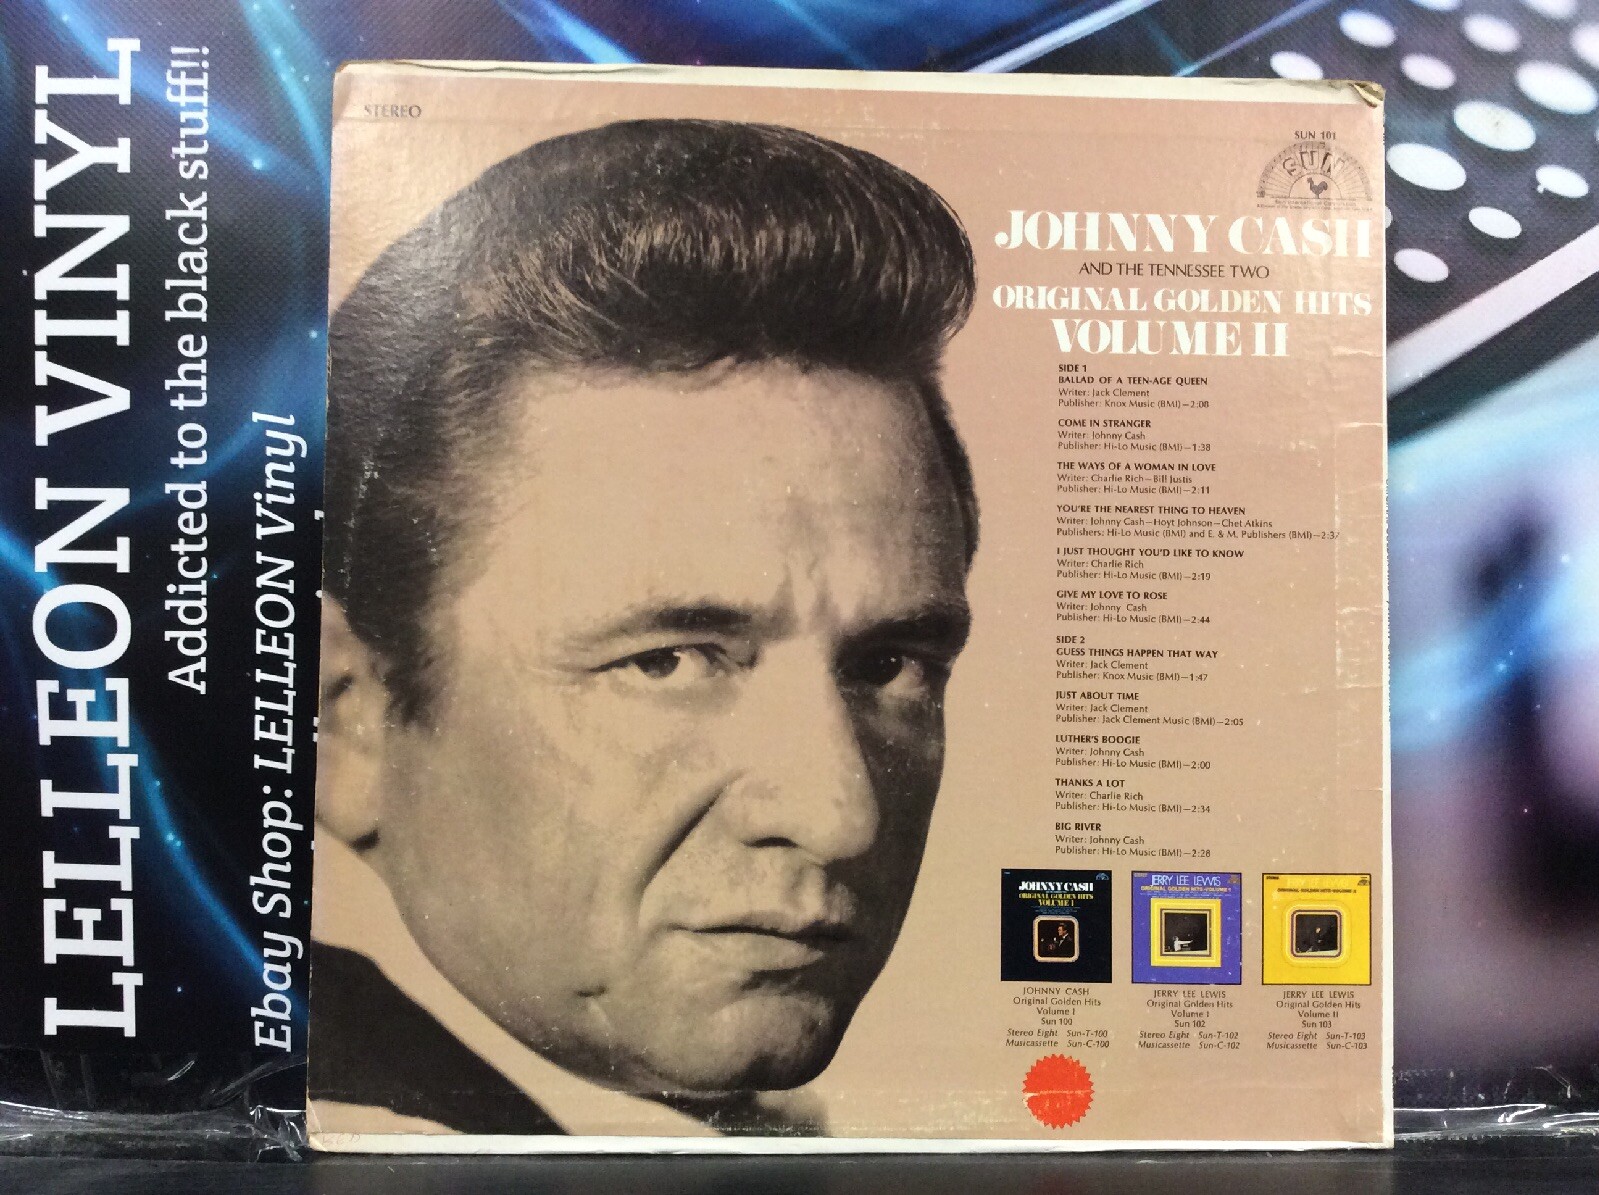 LELLEON VINYL
Addicted to the black stuff!!
Ebay Shop: LELLEON Vinyl
STEREO
SUN 101
SUN
JOHNNY CASH
AND THE TENNESSEE TWO
ORIGINAL GOLDEN HITS
VOLUME II
SIDE 1
BALLAD OF A TEEN-AGE QUEEN
Writer: Jack Clement
Publisher: Knox Music (BMI)—2:08
COME IN STRANGER
Writer: Johnny Cash
Publisher: Hi-Lo Music (BMI)—1:38
THE WAYS OF A WOMAN IN LOVE
Writer: Charlie Rich—Bill Justis
Publisher: Hi-Lo Music (BMI)—2:11
YOU'RE THE NEAREST THING TO HEAVEN
Writer: Johnny Cash—Hoyt Johnson—Chet Atkins
Publishers: Hi-Lo Music (BMI) and E. & M. Publishers (BMI)—2:37
I JUST THOUGHT YOU'D LIKE TO KNOW
Writer: Charlie Rich
Publisher: Hi-Lo Music (BMI)—2:19
GIVE MY LOVE TO ROSE
Writer: Johnny Cash
Publisher: Hi-Lo Music (BMI)—2:44
SIDE 2
GUESS THINGS HAPPEN THAT WAY
Writer: Jack Clement
Publisher: Knox Music (BMI)—1:47
JUST ABOUT TIME
Writer: Jack Clement
Publisher: Jack Clement Music (BMI)—2:05
LUTHER'S BOOGIE
Writer: Johnny Cash
Publisher: Hi-Lo Music (BMI)—2:00
THANKS A LOT
Writer: Charlie Rich
Publisher: Hi-Lo Music (BMI)—2:34
BIG RIVER
Writer: Johnny Cash
Publisher: Hi-Lo Music (BMI)—2:28
JOHNNY CASH
ORIGINAL GOLDEN HITS
VOLUME I
JERRY LEE LEWIS
ORIGINAL GOLDEN HITS-VOLUME 1
ORIGINAL GOLDEN HITS-VOLUME II
JOHNNY CASH
Original Golden Hits
Volume I
Sun 100
Stereo Eight Sun-T-100
Musicassette Sun-C-100
JERRY LEE LEWIS
Original Golden Hits
Volume I
Sun 102
Stereo Eight Sun-T-102
Musicassette Sun-C-102
JERRY LEE LEWIS
Original Golden Hits
Volume II
Sun 103
Stereo Eight Sun-T-103
Musicassette Sun-C-103